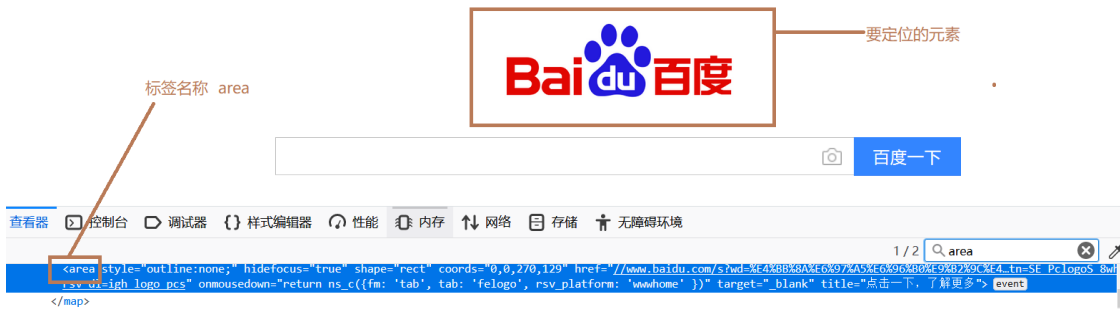 Bai du 百度
要定位的元素
标签名称 area
百度一下
查看器 控制台 调试器 {} 样式编辑器 性能 内存 网络 存储 无障碍环境
1 / 2 area
<area style="outline:none;" hidefocus="true" shape="rect" coords="0,0,270,129" href="//www.baidu.com/s?wd=%E4%BB%8A%E6%97%A5%E6%96%B0%E9%B2%9C%E4…tn=SE_PclogoS_8wh
rsv_dl=igh_logo_pcs" onmousedown="return ns_c({fm: 'tab', tab: 'felogo', rsv_platform: 'wwwhome' })" target="_blank" title="点击一下，了解更多"> event
</map>